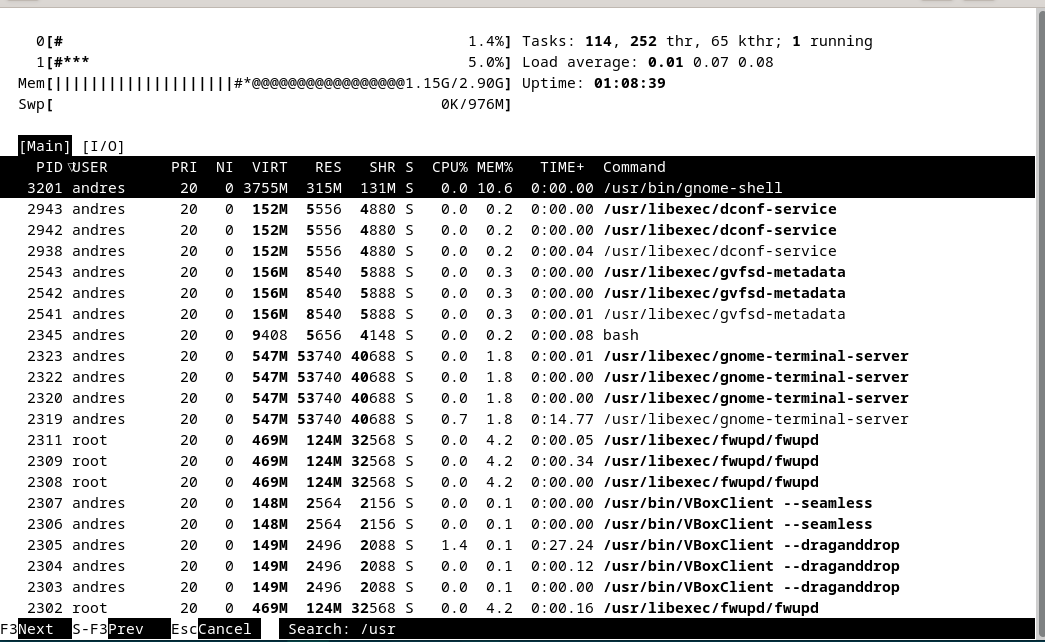 0[# 1.4%] Tasks: 114, 252 thr, 65 kthr; 1 running
1[#*** 5.0%] Load average: 0.01 0.07 0.08
Mem[||||||||||||||||||||#*@@@@@@@@@@@@@@@@@1.15G/2.90G] Uptime: 01:08:39
Swp[ 0K/976M]
[Main] [I/O]
PID▽USER PRI NI VIRT RES SHR S CPU% MEM% TIME+ Command
3201 andres 20 0 3755M 315M 131M S 0.0 10.6 0:00.00 /usr/bin/gnome-shell
2943 andres 20 0 152M 5556 4880 S 0.0 0.2 0:00.00 /usr/libexec/dconf-service
2942 andres 20 0 152M 5556 4880 S 0.0 0.2 0:00.00 /usr/libexec/dconf-service
2938 andres 20 0 152M 5556 4880 S 0.0 0.2 0:00.04 /usr/libexec/dconf-service
2543 andres 20 0 156M 8540 5888 S 0.0 0.3 0:00.00 /usr/libexec/gvfsd-metadata
2542 andres 20 0 156M 8540 5888 S 0.0 0.3 0:00.00 /usr/libexec/gvfsd-metadata
2541 andres 20 0 156M 8540 5888 S 0.0 0.3 0:00.01 /usr/libexec/gvfsd-metadata
2345 andres 20 0 9408 5656 4148 S 0.0 0.2 0:00.08 bash
2323 andres 20 0 547M 53740 40688 S 0.0 1.8 0:00.01 /usr/libexec/gnome-terminal-server
2322 andres 20 0 547M 53740 40688 S 0.0 1.8 0:00.00 /usr/libexec/gnome-terminal-server
2320 andres 20 0 547M 53740 40688 S 0.0 1.8 0:00.00 /usr/libexec/gnome-terminal-server
2319 andres 20 0 547M 53740 40688 S 0.7 1.8 0:14.77 /usr/libexec/gnome-terminal-server
2311 root 20 0 469M 124M 32568 S 0.0 4.2 0:00.05 /usr/libexec/fwupd/fwupd
2309 root 20 0 469M 124M 32568 S 0.0 4.2 0:00.34 /usr/libexec/fwupd/fwupd
2308 root 20 0 469M 124M 32568 S 0.0 4.2 0:00.00 /usr/libexec/fwupd/fwupd
2307 andres 20 0 148M 2564 2156 S 0.0 0.1 0:00.00 /usr/bin/VBoxClient --seamless
2306 andres 20 0 148M 2564 2156 S 0.0 0.1 0:00.00 /usr/bin/VBoxClient --seamless
2305 andres 20 0 149M 2496 2088 S 1.4 0.1 0:27.24 /usr/bin/VBoxClient --draganddrop
2304 andres 20 0 149M 2496 2088 S 0.0 0.1 0:00.12 /usr/bin/VBoxClient --draganddrop
2303 andres 20 0 149M 2496 2088 S 0.0 0.1 0:00.00 /usr/bin/VBoxClient --draganddrop
2302 root 20 0 469M 124M 32568 S 0.0 4.2 0:00.16 /usr/libexec/fwupd/fwupd
F3Next S-F3Prev EscCancel Search: /usr